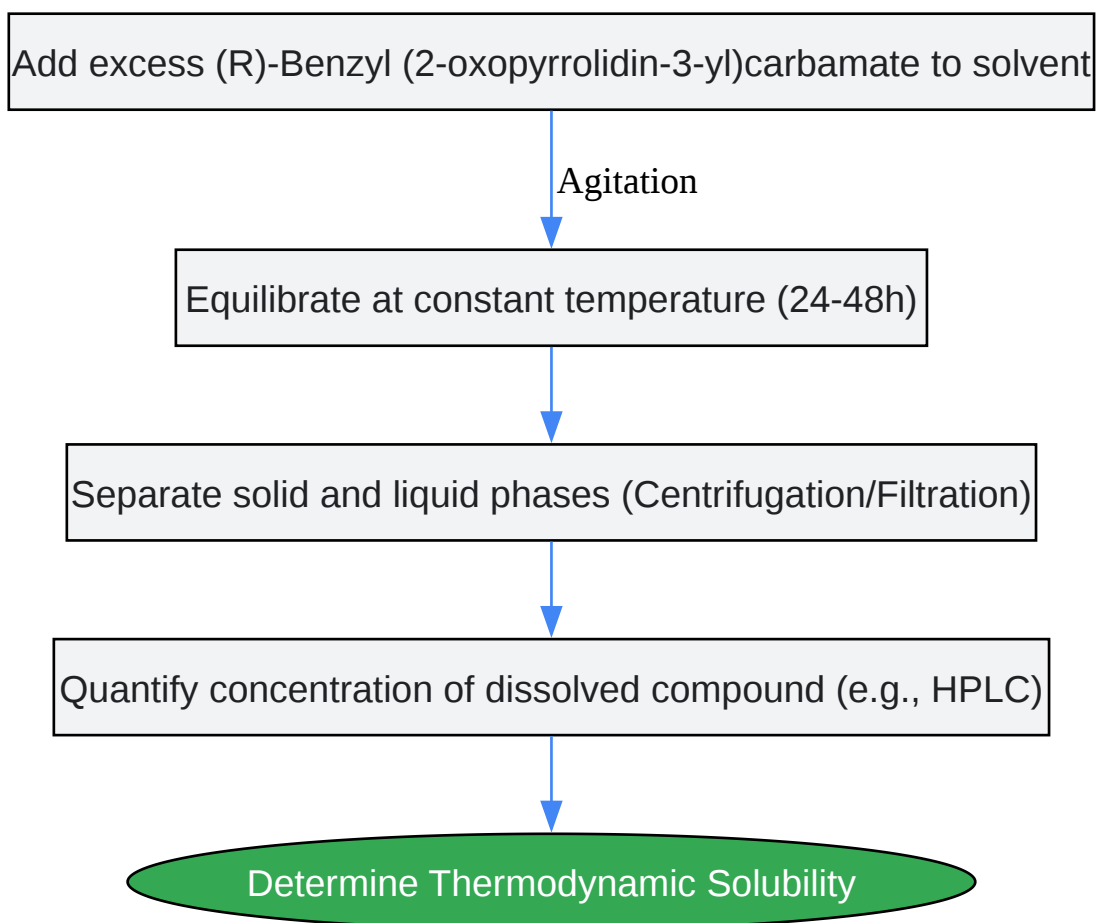 Add excess (R)-Benzyl (2-oxopyrrolidin-3-yl)carbamate to solvent
Agitation
Equilibrate at constant temperature (24-48h)
Separate solid and liquid phases (Centrifugation/Filtration)
Quantify concentration of dissolved compound (e.g., HPLC)
Determine Thermodynamic Solubility